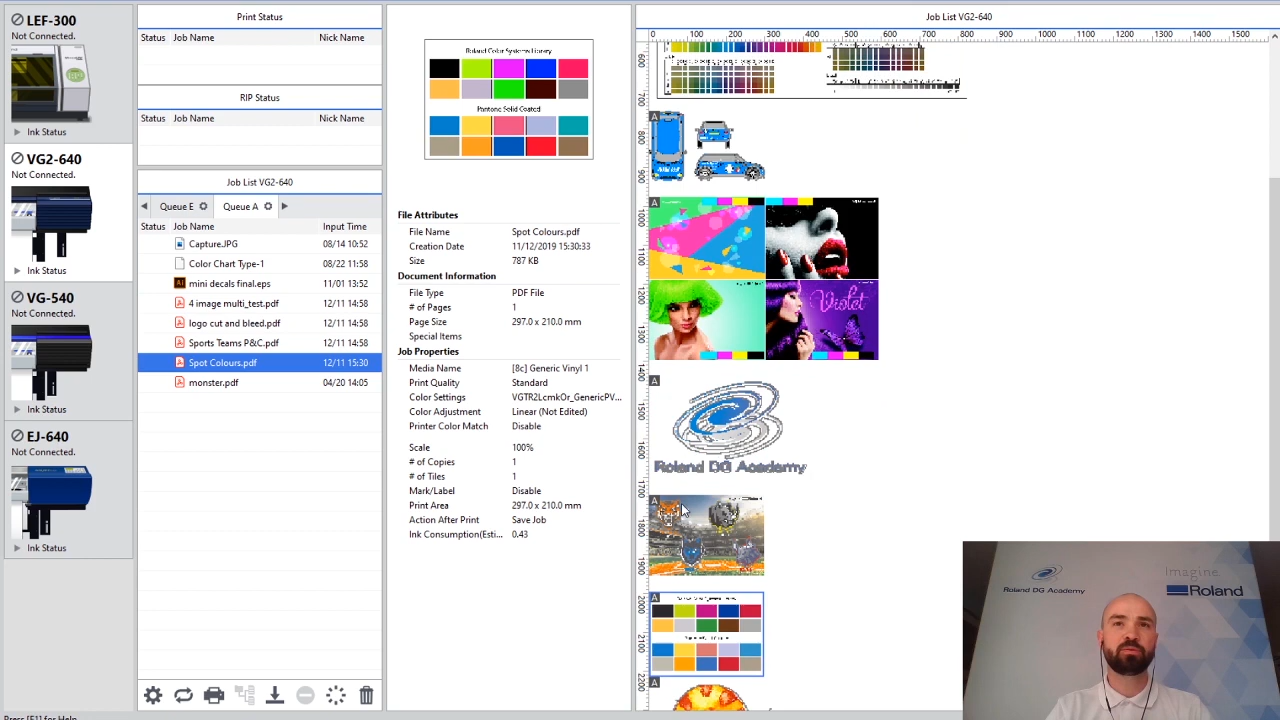 LEF-300
Not Connected.
Ink Status
VG2-640
Not Connected.
Ink Status
VG-540
Not Connected.
Ink Status
EJ-640
Not Connected.
Ink Status
Print Status
Status Job Name Nick Name
RIP Status
Status Job Name Nick Name
Job List VG2-640
Queue E Queue A
Status Job Name Input Time
Capture.JPG 08/14 10:52
Color Chart Type-1 08/22 11:58
mini decals final.eps 11/01 13:52
4 image multi_test.pdf 12/11 14:58
logo cut and bleed.pdf 12/11 14:58
Sports Teams P&C.pdf 12/11 14:58
Spot Colours.pdf 12/11 15:30
monster.pdf 04/20 14:05
Press [F1] for Help
Roland Color Systems Library
Pantone Solid Coated
File Attributes
File Name Spot Colours.pdf
Creation Date 11/12/2019 15:30:33
Size 787 KB
Document Information
File Type PDF File
# of Pages 1
Page Size 297.0 x 210.0 mm
Special Items
Job Properties
Media Name [8c] Generic Vinyl 1
Print Quality Standard
Color Settings VGTR2LcmkOr_GenericPV...
Color Adjustment Linear (Not Edited)
Printer Color Match Disable
Scale 100%
# of Copies 1
# of Tiles 1
Mark/Label Disable
Print Area 297.0 x 210.0 mm
Action After Print Save Job
Ink Consumption(Esti... 0.43
Job List VG2-640
0 100 200 300 400 500 600 700 800 900 1000 1100 1200 1300 1400 1500
600
700
800
900
1000
1100
1200
1300
1400
1500
1600
1700
1800
1900
2000
2100
2200
A
A
Violet
A
Roland DG Academy
A
A
A
Roland DG Academy
Imagine.
Roland